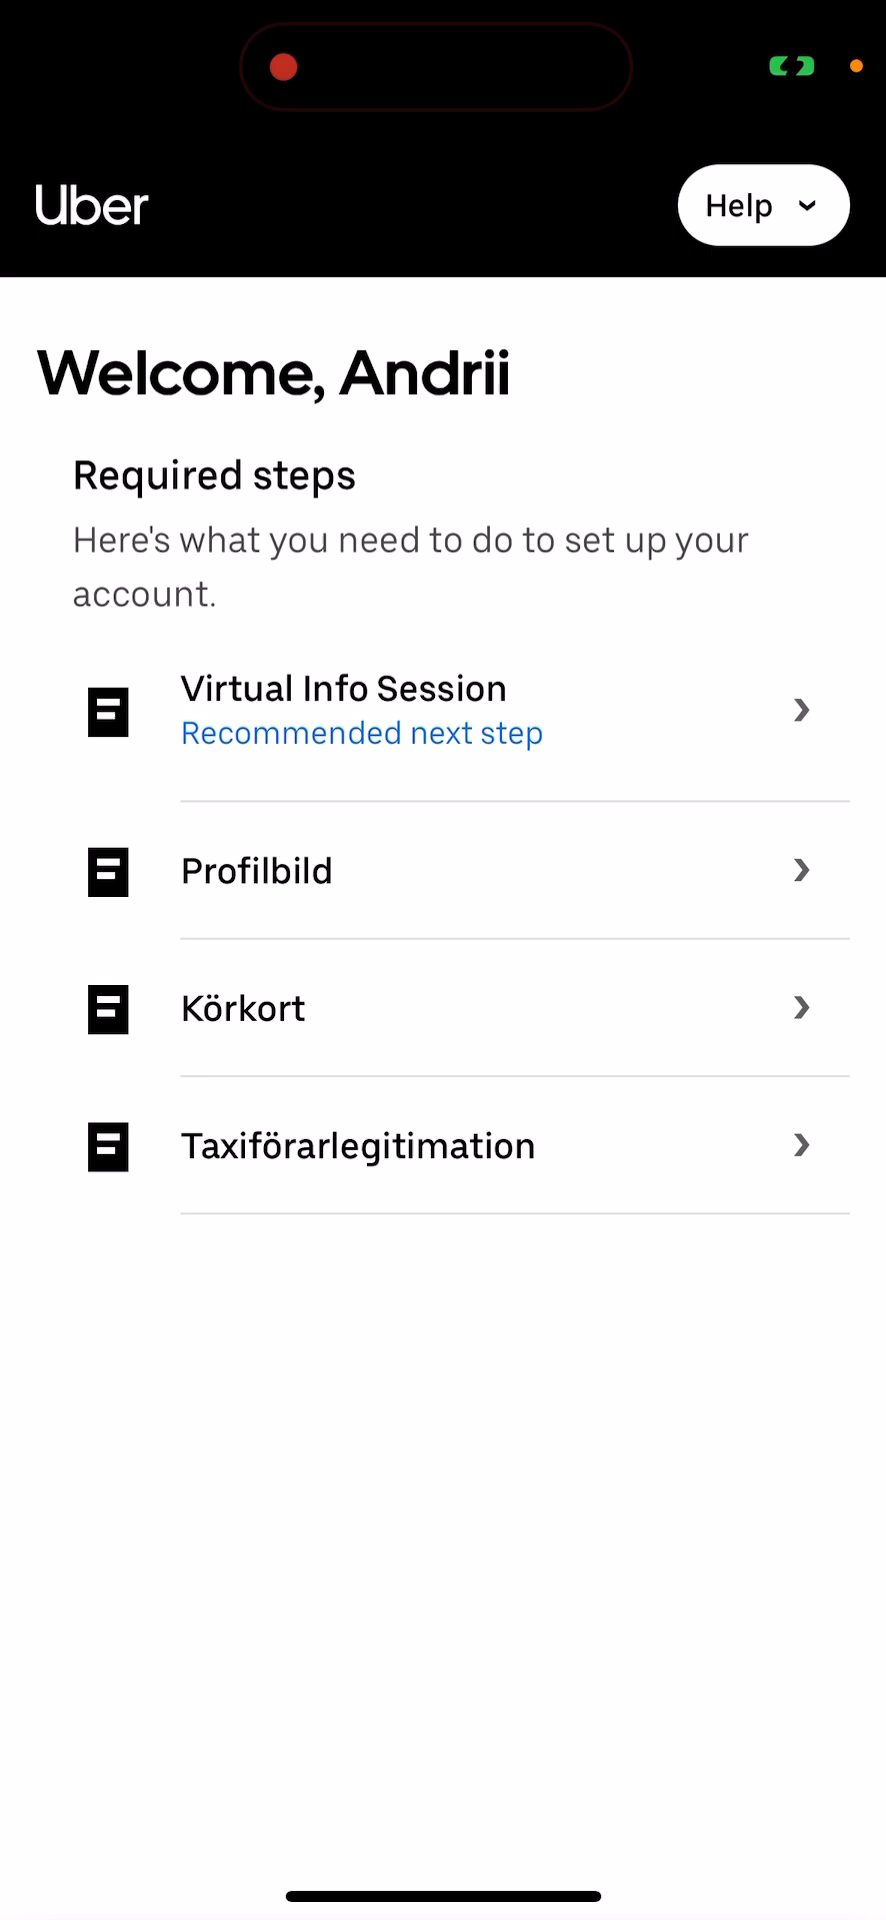 Uber
Help
Welcome, Andrii
Required steps
Here's what you need to do to set up your
account.
Virtual Info Session
Recommended next step
Profilbild
Körkort
Taxiförarlegitimation